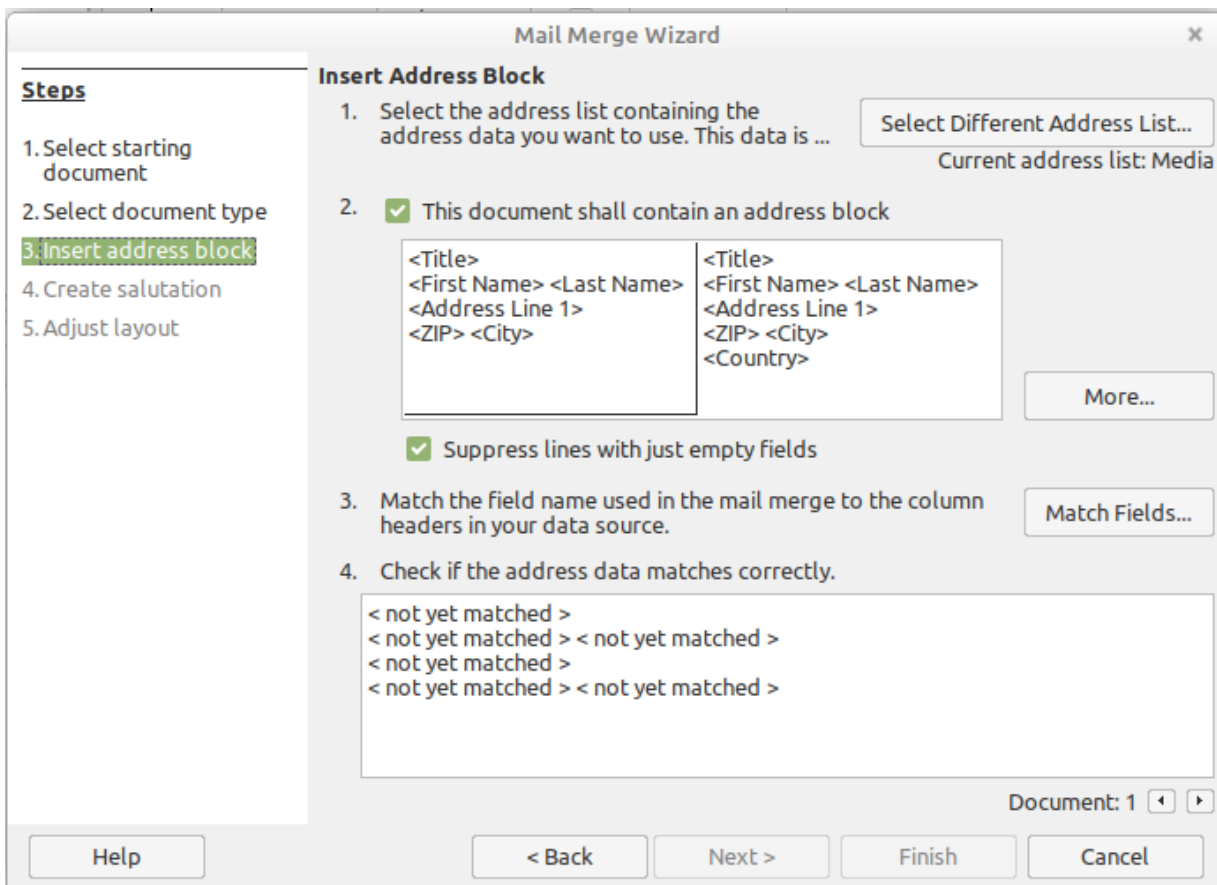 Mail Merge Wizard
Steps
1. Select starting
document
2. Select document type
3. Insert address block
4. Create salutation
5. Adjust layout
Insert Address Block
1. Select the address list containing the
address data you want to use. This data is ...
Select Different Address List...
Current address list: Media
2. This document shall contain an address block
<Title>
<First Name> <Last Name>
<Address Line 1>
<ZIP> <City>
<Title>
<First Name> <Last Name>
<Address Line 1>
<ZIP> <City>
<Country>
More...
Suppress lines with just empty fields
3. Match the field name used in the mail merge to the column
headers in your data source.
Match Fields...
4. Check if the address data matches correctly.
< not yet matched >
< not yet matched > < not yet matched >
< not yet matched >
< not yet matched > < not yet matched >
Document: 1
Help
< Back
Next >
Finish
Cancel